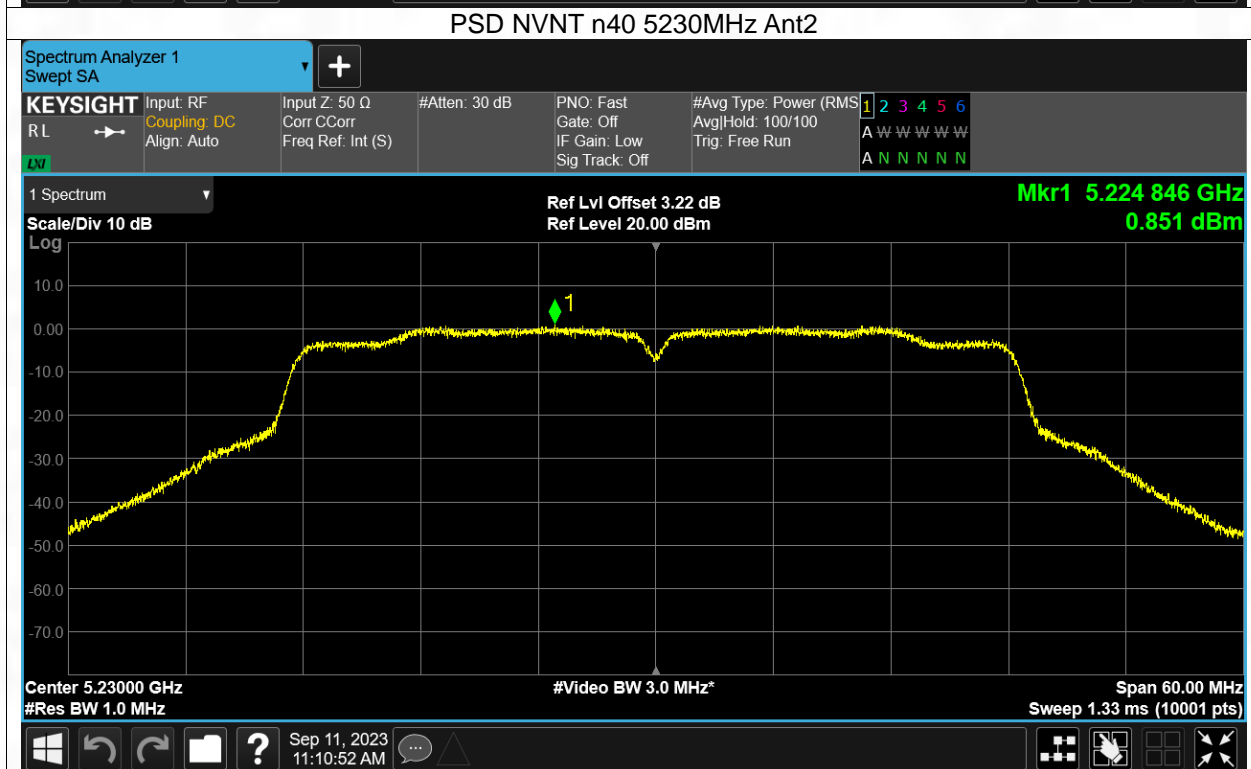 PSD NVNT n40 5230MHz Ant2
Spectrum Analyzer 1
Swept SA
+
KEYSIGHT
RL
LXI
Input: RF
Coupling: DC
Align: Auto
Input Z: 50 Ω
Corr CCorr
Freq Ref: Int (S)
#Atten: 30 dB
PNO: Fast
Gate: Off
IF Gain: Low
Sig Track: Off
#Avg Type: Power (RMS
Avg|Hold: 100/100
Trig: Free Run
1 2 3 4 5 6
A W W W W W
A N N N N N
1 Spectrum
Scale/Div 10 dB
Ref Lvl Offset 3.22 dB
Ref Level 20.00 dBm
Mkr1 5.224 846 GHz
0.851 dBm
Log
10.0
0.00
-10.0
-20.0
-30.0
-40.0
-50.0
-60.0
-70.0
1
Center 5.23000 GHz
#Res BW 1.0 MHz
#Video BW 3.0 MHz*
Span 60.00 MHz
Sweep 1.33 ms (10001 pts)
?
Sep 11, 2023
11:10:52 AM